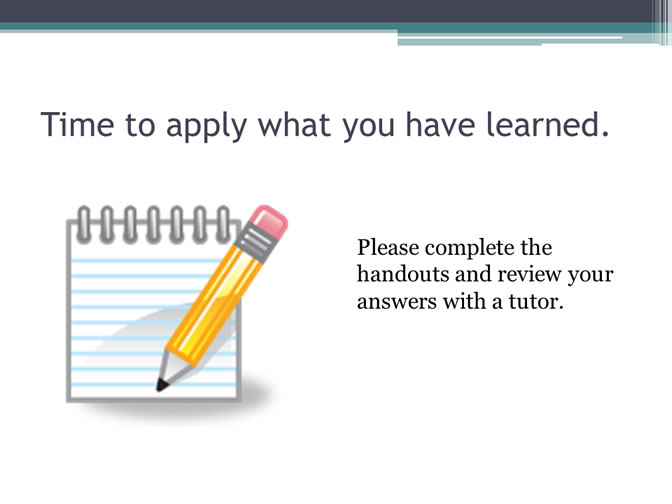 Time to apply what you have learned.
Please complete the
handouts and review your
answers with a tutor.